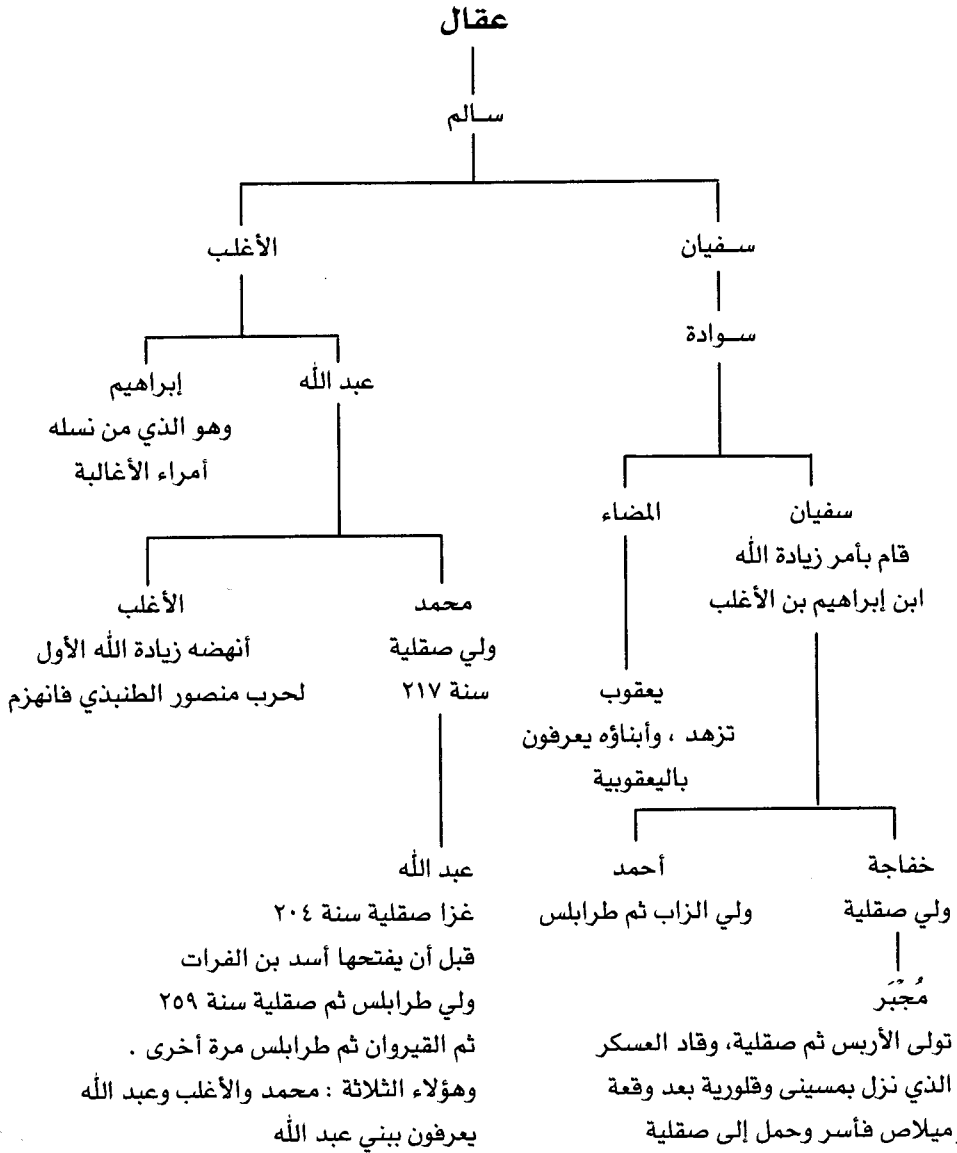 عقال
سالم
سفيان
الأغلب
سوادة
عبد الله
إبراهيم
وهو الذي من نسله
أمراء الأغالبة
سفيان
قام بأمر زيادة الله
ابن إبراهيم بن الأغلب
المضاء
محمد
ولي صقلية
سنة ٢١٧
الأغلب
أنهضه زيادة الله الأول
لحرب منصور الطنبذي فانهزم
يعقوب
تزهد ، وأبناؤه يعرفون
باليعقوبية
خفاجة
ولي صقلية
أحمد
ولي الزاب ثم طرابلس
عبد الله
غزا صقلية سنة ٢٠٤
قبل أن يفتحها أسد بن الفرات
ولي طرابلس ثم صقلية سنة ٢٥٩
ثم القيروان ثم طرابلس مرة أخرى .
وهؤلاء الثلاثة : محمد والأغلب وعبد الله
يعرفون ببني عبد الله
مُجْبَر
تولى الأربس ثم صقلية، وقاد العسكر
الذي نزل بمسينى وقلورية بعد وقعة
ميلاص فأسر وحمل إلى صقلية